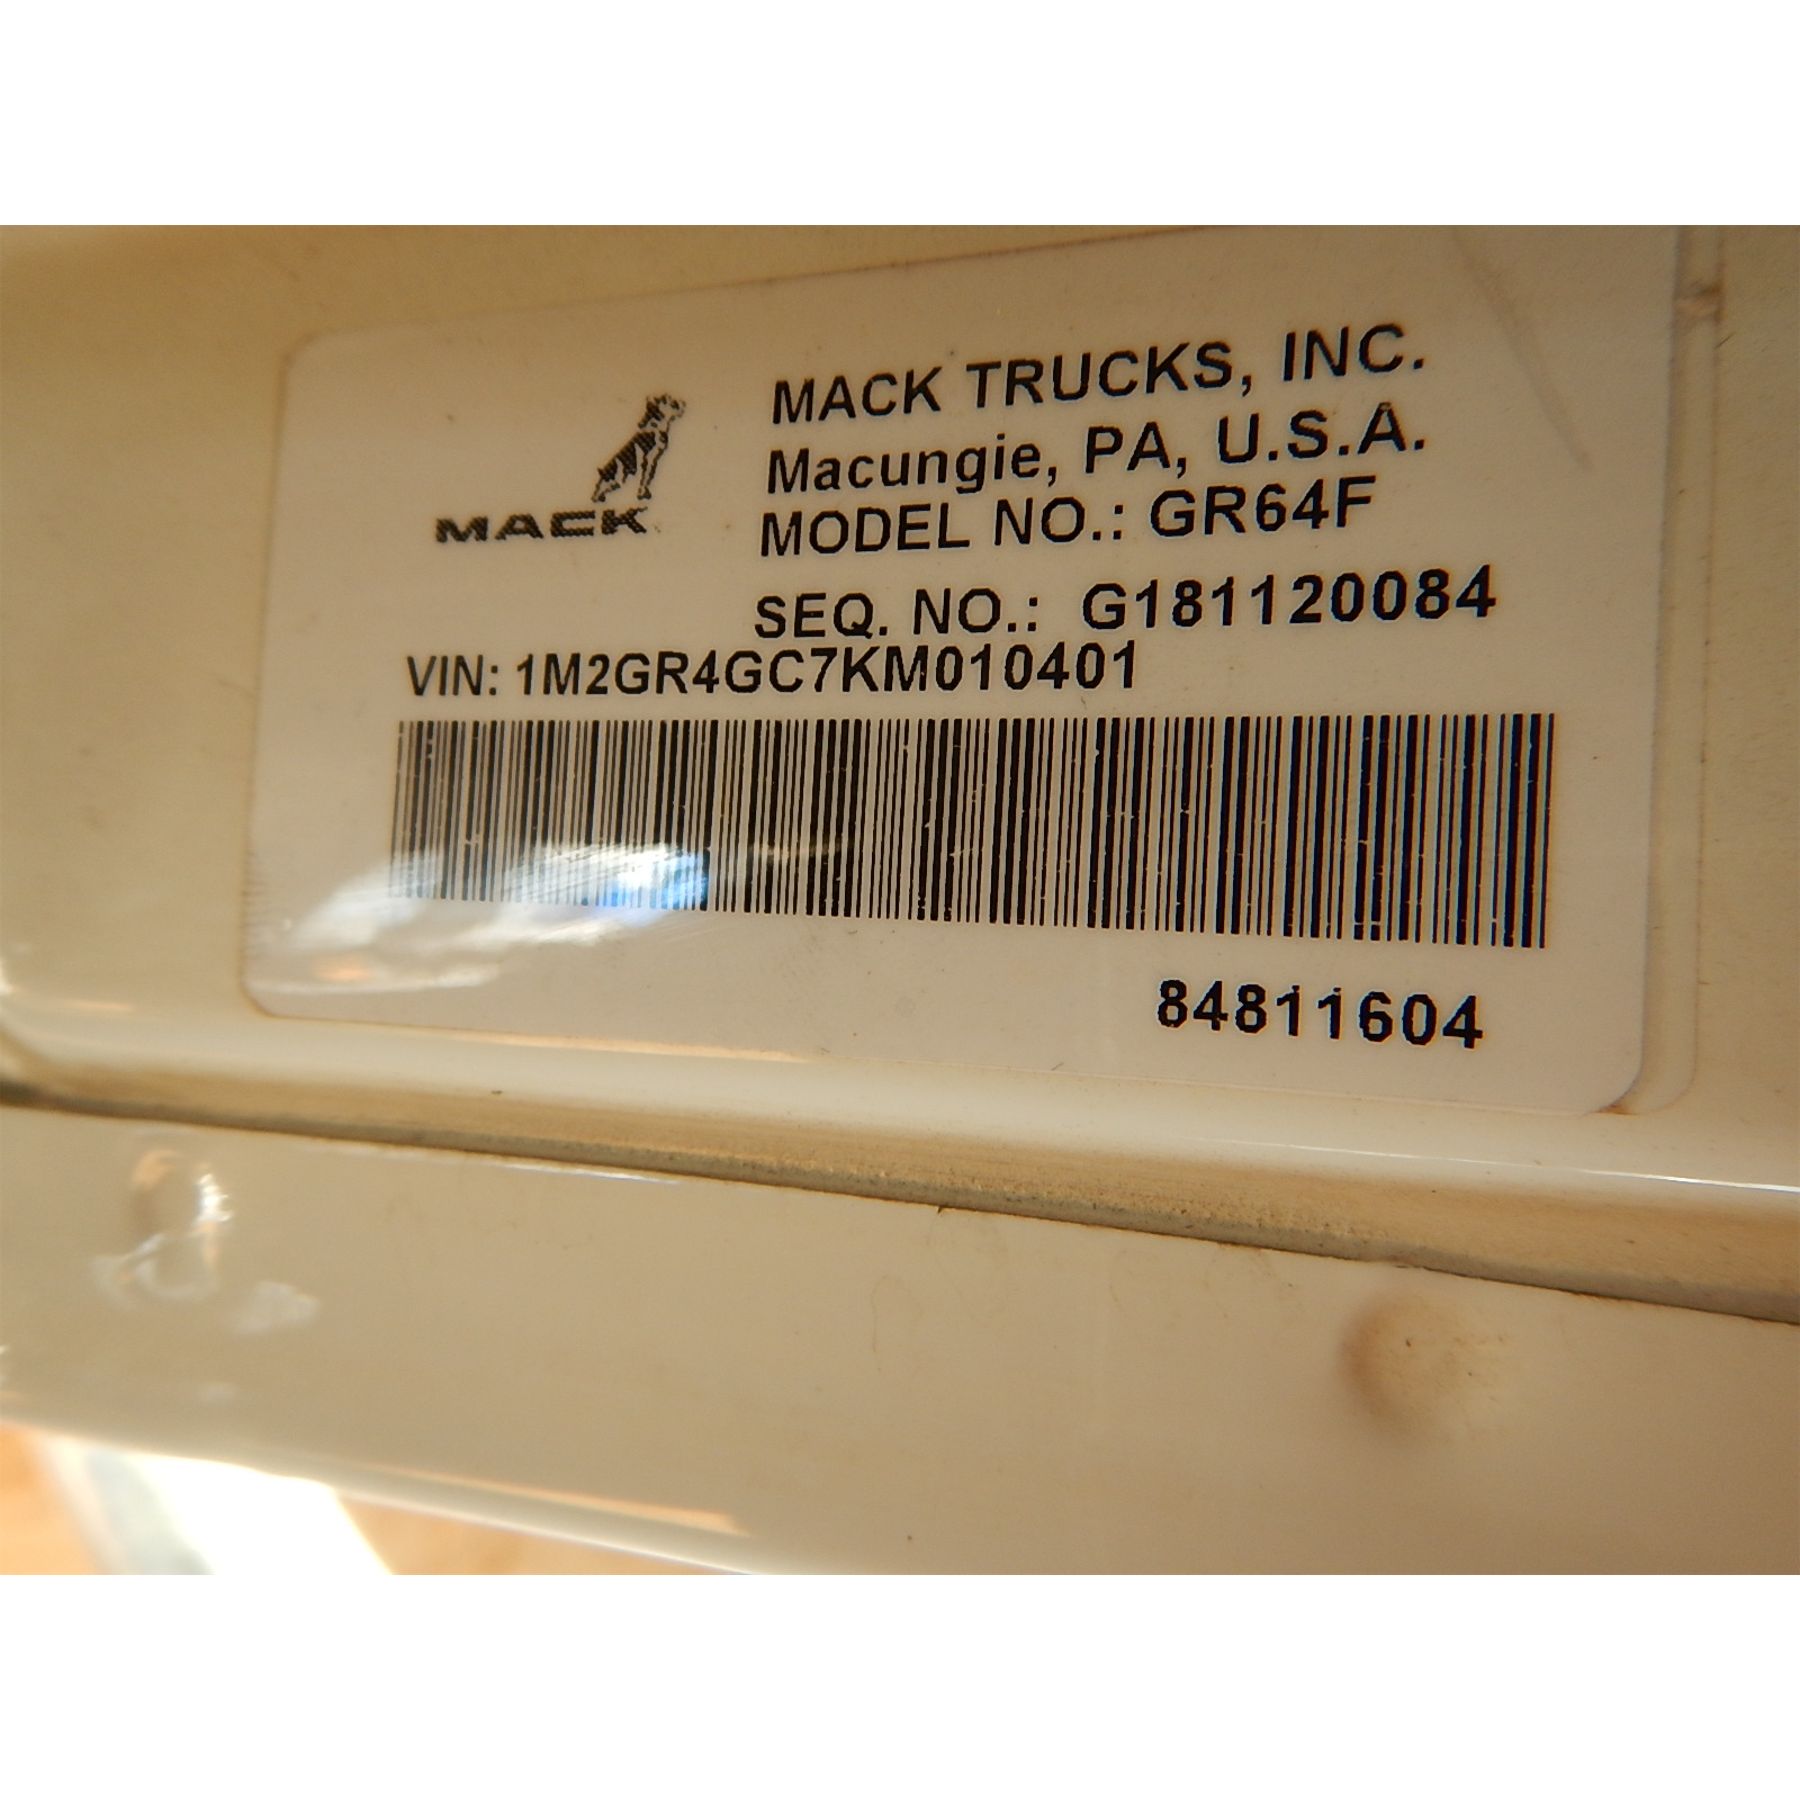 MACK
MACK TRUCKS, INC.
Macungie, PA, U.S.A.
MODEL NO.: GR64F
SEQ. NO.: G181120084
VIN: 1M2GR4GC7KM010401
84811604